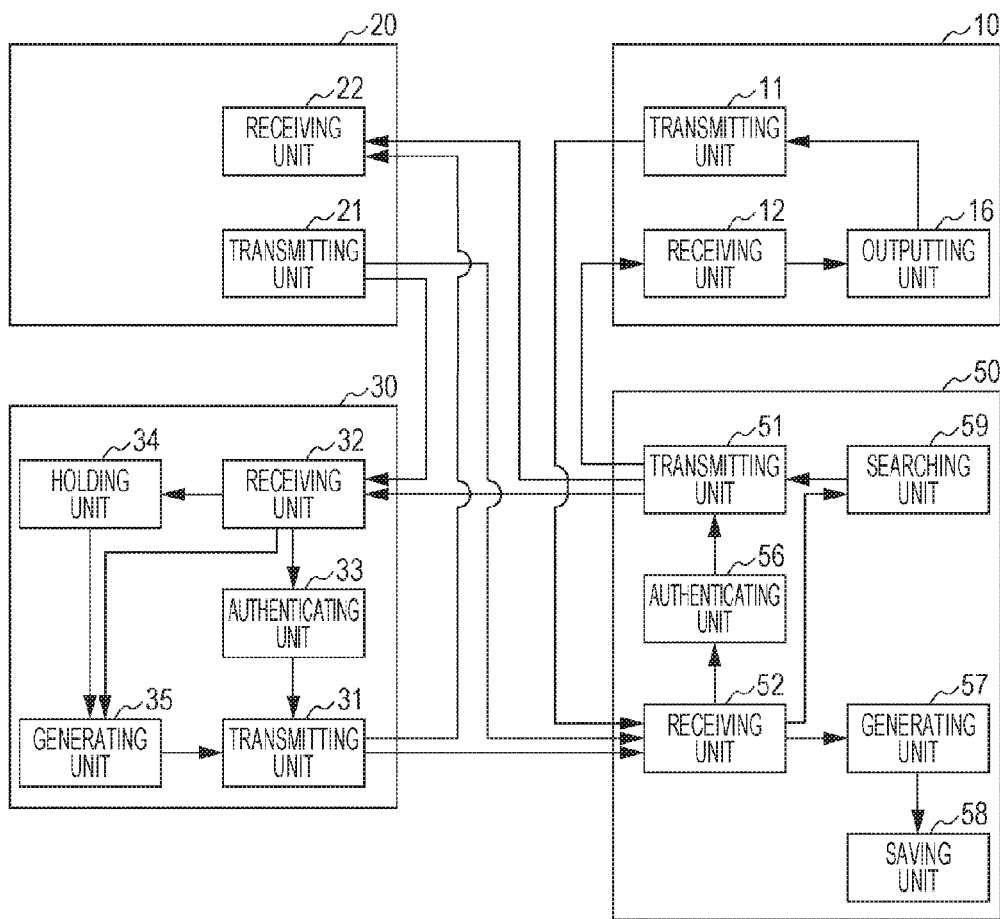 20
22
RECEIVING
UNIT
21
TRANSMITTING
UNIT
10
11
TRANSMITTING
UNIT
12
RECEIVING
UNIT
16
OUTPUTTING
UNIT
30
34
HOLDING
UNIT
32
RECEIVING
UNIT
33
AUTHENTICATING
UNIT
35
GENERATING
UNIT
31
TRANSMITTING
UNIT
50
51
TRANSMITTING
UNIT
59
SEARCHING
UNIT
56
AUTHENTICATING
UNIT
52
RECEIVING
UNIT
57
GENERATING
UNIT
58
SAVING
UNIT